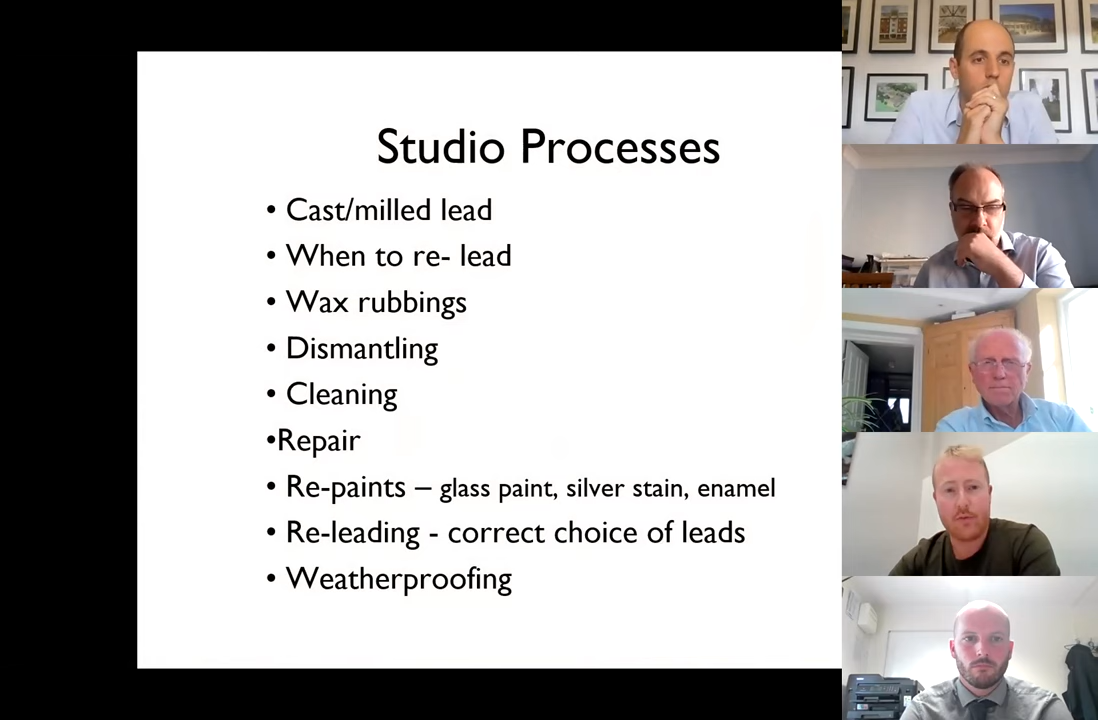 Studio Processes
• Cast/milled lead
• When to re- lead
• Wax rubbings
• Dismantling
• Cleaning
•Repair
• Re-paints – glass paint, silver stain, enamel
• Re-leading - correct choice of leads
• Weatherproofing